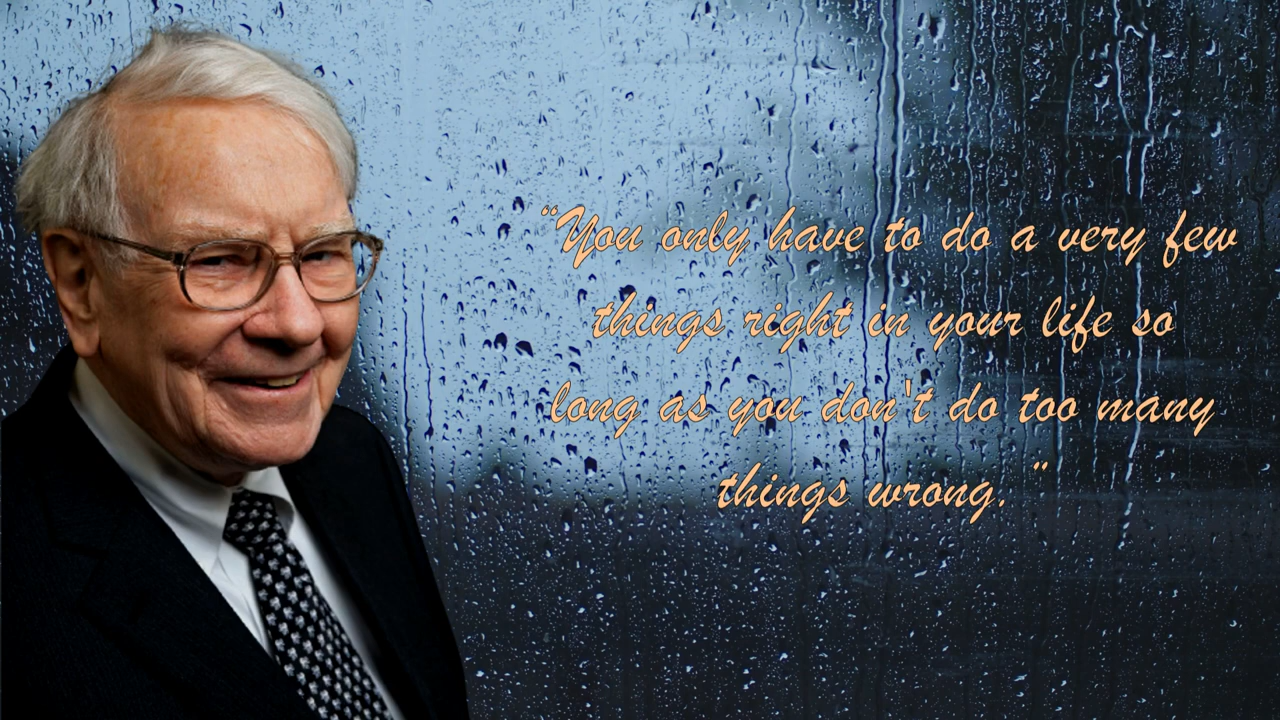 “You only have to do a very few
things right in your life so
long as you don't do too many
things wrong.”